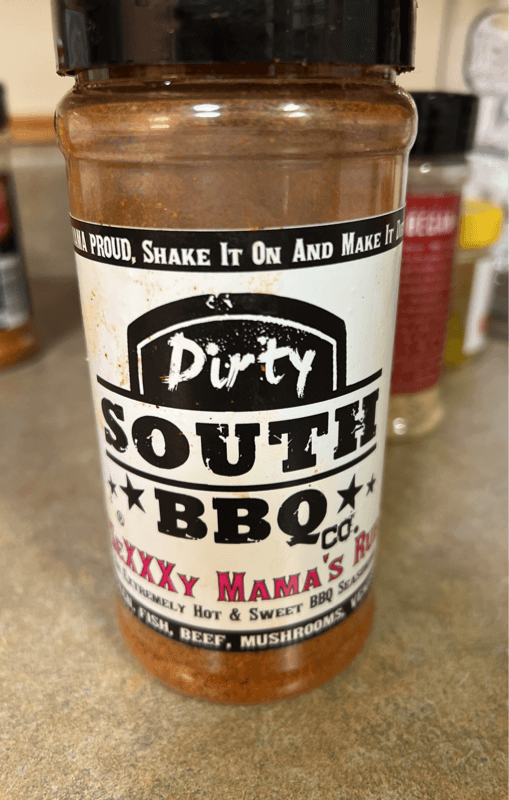 PROUD, SHAKE IT ON AND MAKE IT
Dirty
SOUTH
BBQ
CO.
®
XXXY MAMA'S
EXTREMELY HOT & SWEET BBQ
FISH, BEEF, MUSHROOMS,